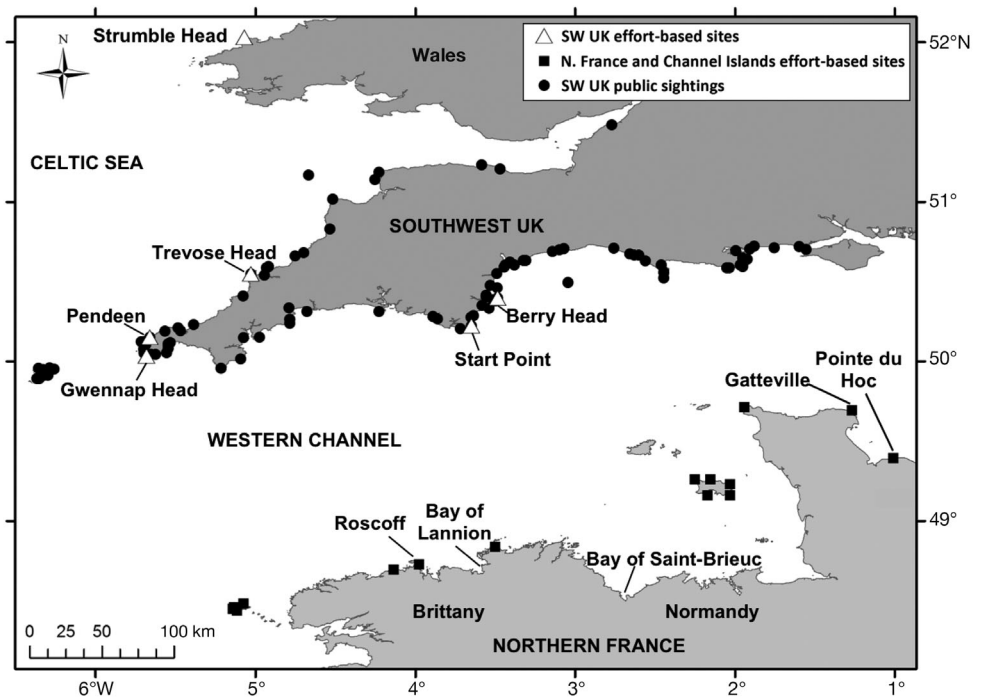 Strumble Head
Wales
N
SW UK effort-based sites
N. France and Channel Islands effort-based sites
SW UK public sightings
52°N
CELTIC SEA
51°
SOUTHWEST UK
Trevose Head
Pendeen
Berry Head
Start Point
50°
Gwennap Head
Pointe du
Hoc
Gatteville
WESTERN CHANNEL
Bay of
Lannion
Roscoff
49°
Bay of Saint-Brieuc
Brittany
Normandy
0 25 50 100 km
NORTHERN FRANCE
6°W 5° 4° 3° 2° 1°